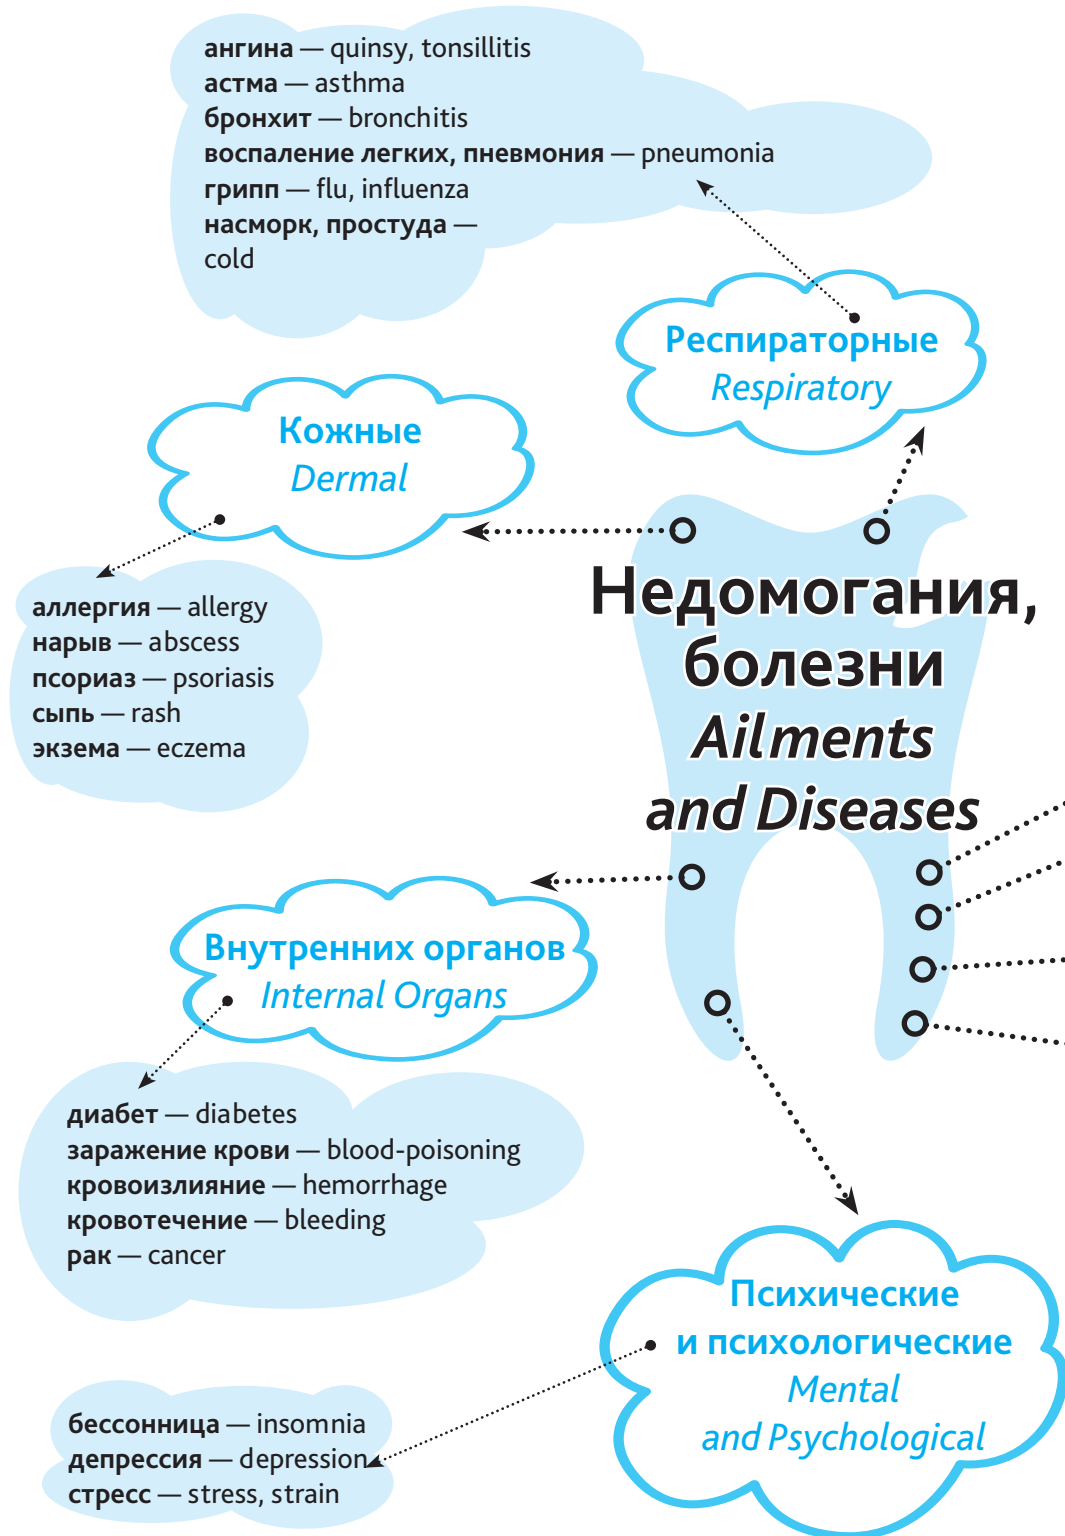 ангина — quinsy, tonsillitis
астма — asthma
бронхит — bronchitis
воспаление легких, пневмония — pneumonia
грипп — flu, influenza
насморк, простуда —
cold
Респираторные
Respiratory
Кожные
Dermal
аллергия — allergy
нарыв — abscess
псориаз — psoriasis
сыпь — rash
экзема — eczema
Недомогания,
болезни
Ailments
and Diseases
Внутренних органов
Internal Organs
диабет — diabetes
заражение крови — blood-poisoning
кровоизлияние — hemorrhage
кровотечение — bleeding
рак — cancer
Психические
и психологические
Mental
and Psychological
бессонница — insomnia
депрессия — depression
стресс — stress, strain